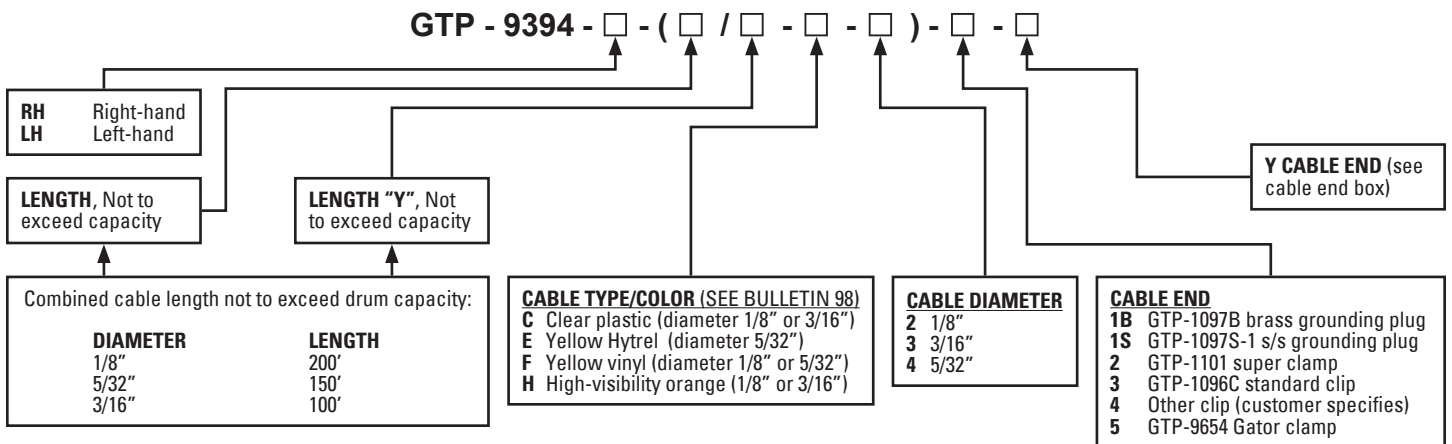 GTP - 9394 - □ - ( □ / □ - □ - □ ) - □ - □
RH Right-hand
LH Left-hand
LENGTH, Not to
exceed capacity
LENGTH “Y”, Not
to exceed capacity
Y CABLE END (see
cable end box)
Combined cable length not to exceed drum capacity:
DIAMETER LENGTH
1/8” 200’
5/32” 150’
3/16” 100’
CABLE TYPE/COLOR (SEE BULLETIN 98)
C Clear plastic (diameter 1/8” or 3/16”)
E Yellow Hytrel (diameter 5/32”)
F Yellow vinyl (diameter 1/8” or 5/32”)
H High-visibility orange (1/8” or 3/16”)
CABLE DIAMETER
2 1/8”
3 3/16”
4 5/32”
CABLE END
1B GTP-1097B brass grounding plug
1S GTP-1097S-1 s/s grounding plug
2 GTP-1101 super clamp
3 GTP-1096C standard clip
4 Other clip (customer specifies)
5 GTP-9654 Gator clamp